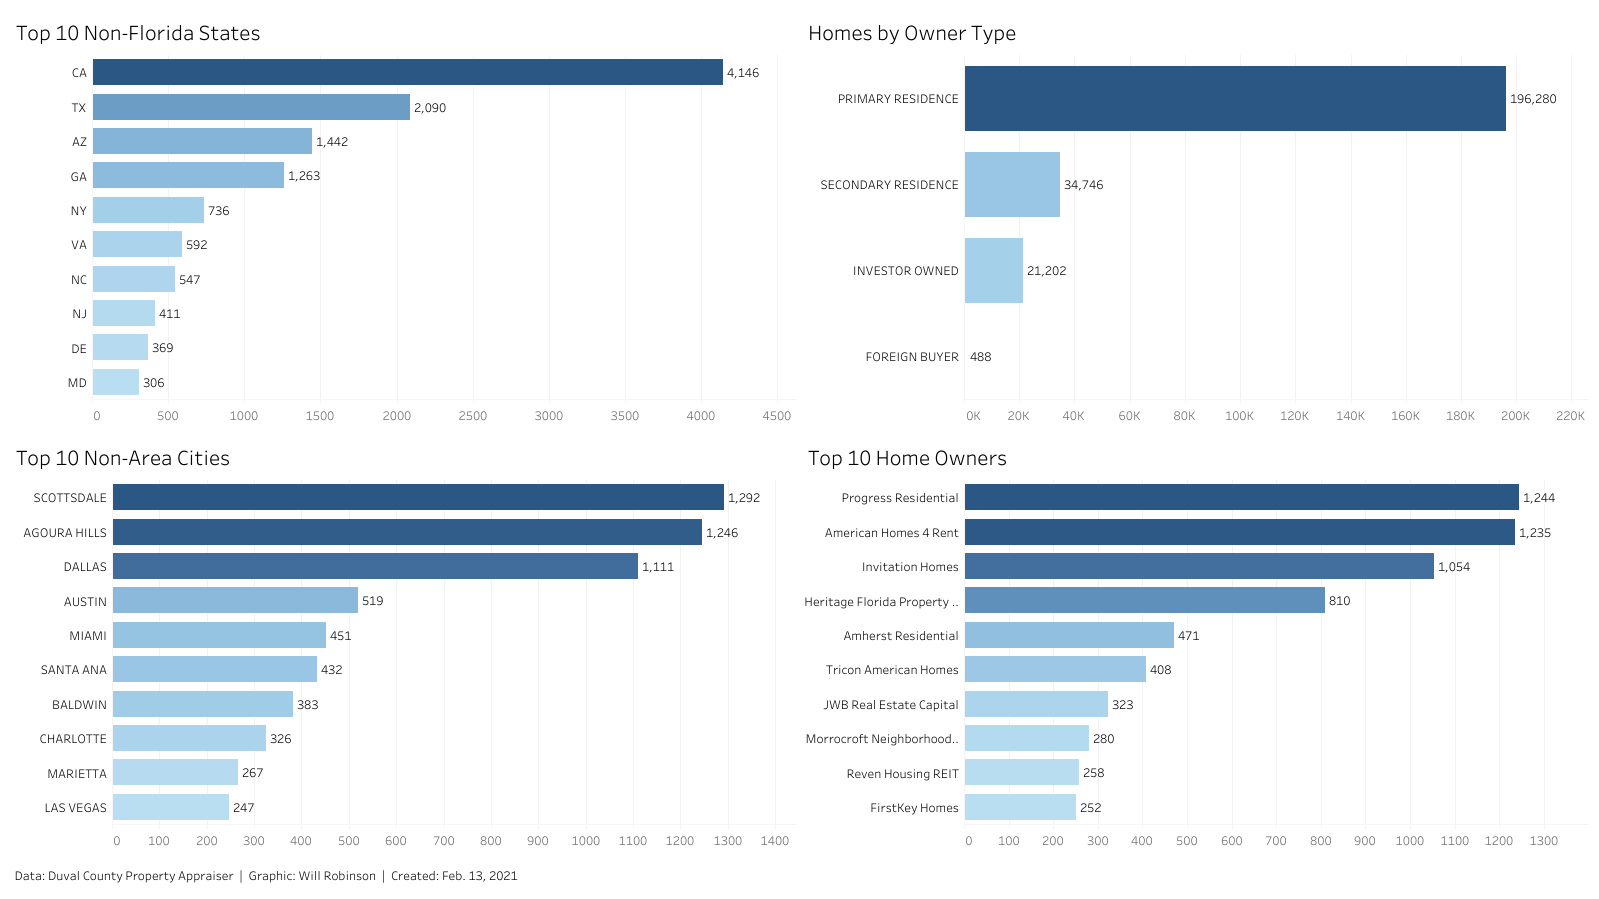 Top 10 Non-Florida States
CA 4,146
TX 2,090
AZ 1,442
GA 1,263
NY 736
VA 592
NC 547
NJ 411
DE 369
MD 306
0 500 1000 1500 2000 2500 3000 3500 4000 4500
Homes by Owner Type
PRIMARY RESIDENCE 196,280
SECONDARY RESIDENCE 34,746
INVESTOR OWNED 21,202
FOREIGN BUYER 488
0K 20K 40K 60K 80K 100K 120K 140K 160K 180K 200K 220K
Top 10 Non-Area Cities
SCOTTSDALE 1,292
AGOURA HILLS 1,246
DALLAS 1,111
AUSTIN 519
MIAMI 451
SANTA ANA 432
BALDWIN 383
CHARLOTTE 326
MARIETTA 267
LAS VEGAS 247
0 100 200 300 400 500 600 700 800 900 1000 1100 1200 1300 1400
Top 10 Home Owners
Progress Residential 1,244
American Homes 4 Rent 1,235
Invitation Homes 1,054
Heritage Florida Property .. 810
Amherst Residential 471
Tricon American Homes 408
JWB Real Estate Capital 323
Morrocroft Neighborhood.. 280
Reven Housing REIT 258
FirstKey Homes 252
0 100 200 300 400 500 600 700 800 900 1000 1100 1200 1300
Data: Duval County Property Appraiser | Graphic: Will Robinson | Created: Feb. 13, 2021